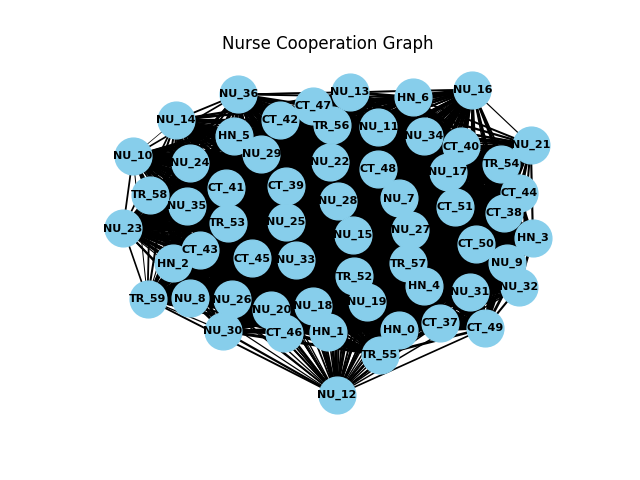 Nurse Cooperation Graph
NU_36
NU_13
NU_16
HN_6
CT_47
NU_14
CT_42
TR_56
NU_11
HN_5
NU_34
CT_40
NU_21
NU_10
NU_24
NU_29
NU_22
CT_48
NU_17
TR_54
TR_58
CT_41
CT_39
NU_7
CT_44
NU_35
NU_28
CT_51
CT_38
NU_23
TR_53
NU_25
NU_15
NU_27
HN_3
CT_50
CT_43
HN_2
CT_45
NU_33
TR_57
NU_9
TR_52
HN_4
NU_32
TR_59
NU_8
NU_26
NU_20
NU_18
NU_19
NU_31
NU_30
CT_46
HN_1
HN_0
CT_37
CT_49
TR_55
NU_12